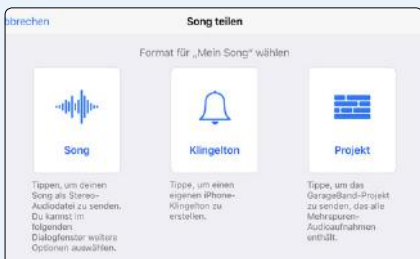 bbrechen
Song teilen
Format für „Mein Song" wählen
Song
Klingelton
Projekt
Tippen, um deinen
Song als Stereo-
Audiodatei zu senden.
Du kannst im
folgenden
Dialogfenster weitere
Optionen auswählen.
Tippe, um einen
eigenen iPhone-
Klingelton zu
erstellen.
Tippe, um das
GarageBand-Projekt
zu senden, das alle
Mehrspuren-
Audioaufnahmen
enthält.